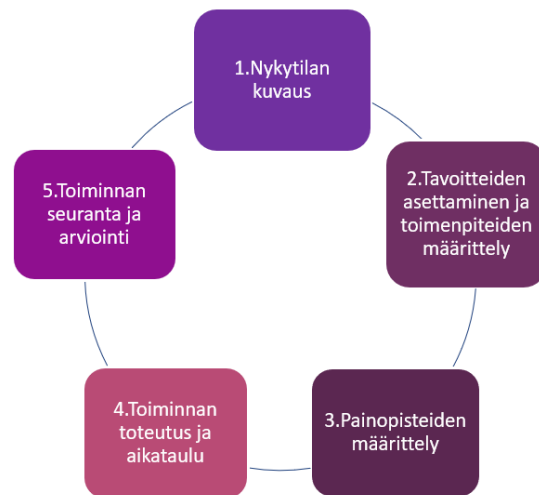 1.Nykytilan
kuvaus
2.Tavoitteiden
asettaminen ja
toimenpiteiden
määrittely
3.Painopisteiden
määrittely
4.Toiminnan
toteutus ja
aikataulu
5.Toiminnan
seuranta ja
arviointi